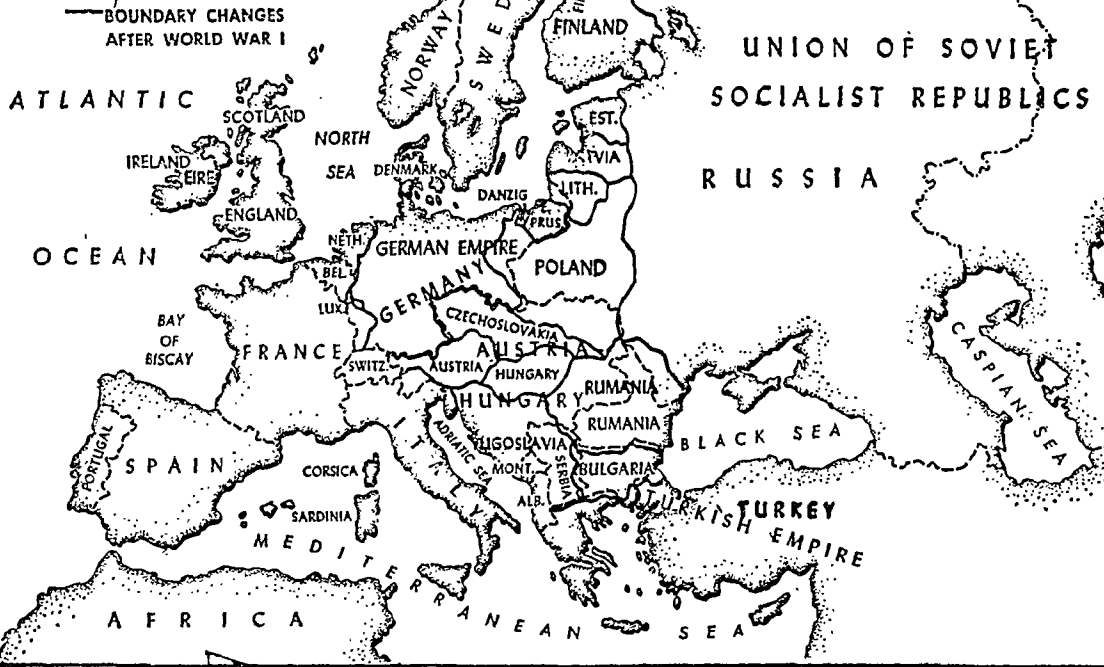 BOUNDARY CHANGES
AFTER WORLD WAR I
NORWAY
SWED
FINLAND
UNION OF SOVIET
SOCIALIST REPUBLICS
RUSSIA
ATLANTIC
OCEAN
SCOTLAND
IRELAND
EIRE
ENGLAND
NORTH
SEA
DENMARK
EST.
TVIA
LITH.
DANZIG
PRUS.
NETH.
BEL.
LUX.
GERMAN EMPIRE
GERMANY
POLAND
CZECHOSLOVAKIA
BAY
OF
BISCAY
FRANCE
SWITZ.
AUSTRIA
AUSTRIA
HUNGARY
HUNGARY
RUMANIA
RUMANIA
CASPIAN SEA
PORTUGAL
SPAIN
CORSICA
SARDINIA
ITALY
ADRIATIC SEA
UGOSLAVIA
MONT.
SERBIA
ALB.
BULGARIA
BLACK SEA
TURKEY
TURKISH EMPIRE
MEDITERRANEAN SEA
AFRICA